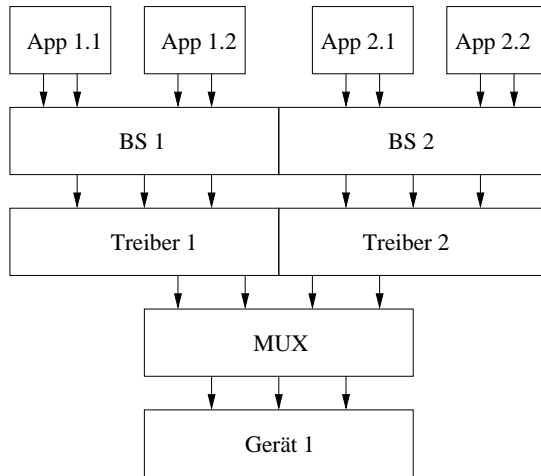 App 1.1 App 1.2 App 2.1 App 2.2
BS 1 BS 2
Treiber 1 Treiber 2
MUX
Gerät 1